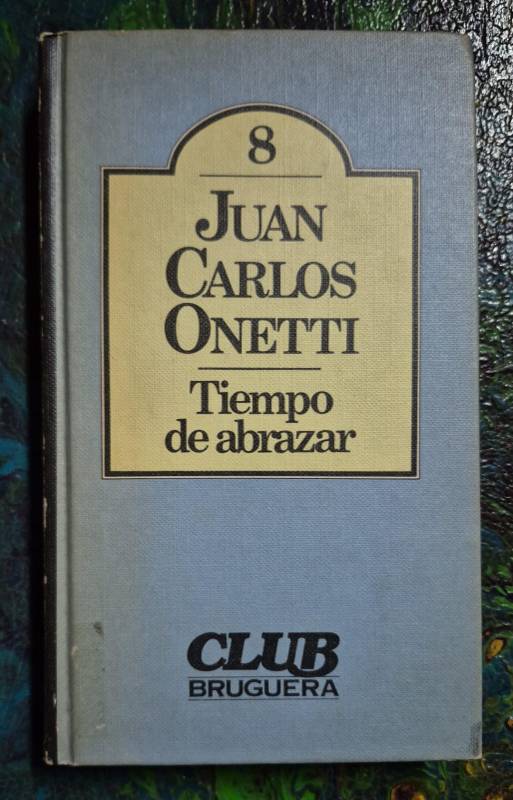 8
JUAN
CARLOS
ONETTI
Tiempo
de abrazar
CLUB
BRUGUERA